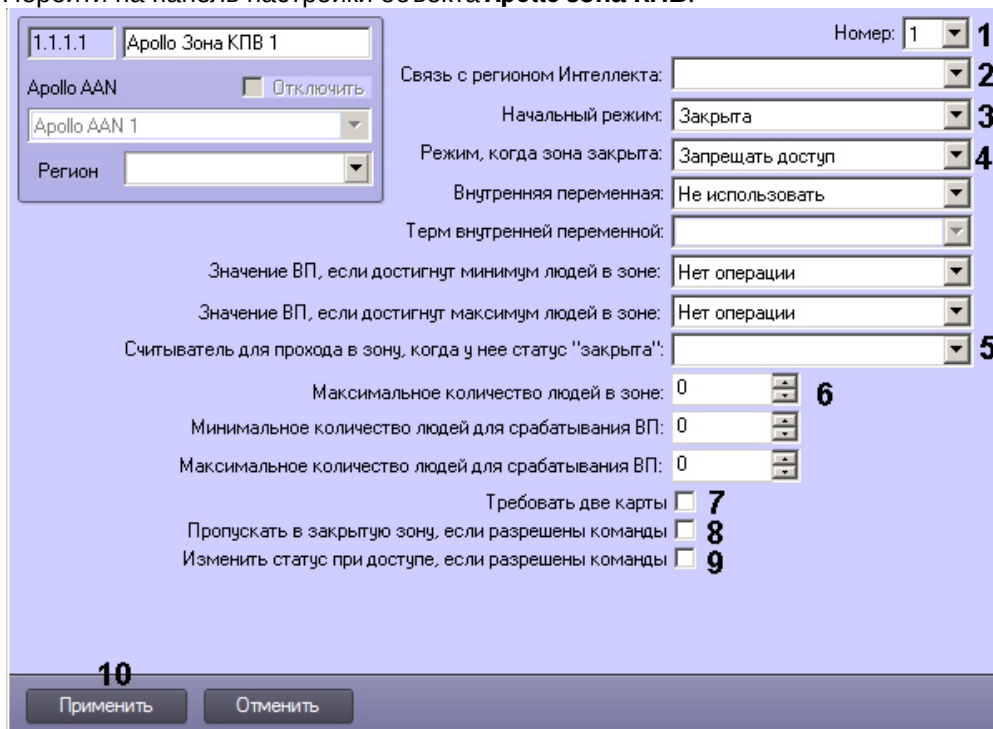 Перейти на панель настройки объекта Apollo зона КПВ.
1.1.1.1 Apollo Зона КПВ 1
Номер: 1 1
Apollo AAN Отключить
Связь с регионом Интеллекта: 2
Apollo AAN 1
Начальный режим: Закрыта 3
Регион
Режим, когда зона закрыта: Запрещать доступ 4
Внутренняя переменная: Не использовать
Терм внутренней переменной:
Значение ВП, если достигнут минимум людей в зоне: Нет операции
Значение ВП, если достигнут максимум людей в зоне: Нет операции
Считыватель для прохода в зону, когда у нее статус "закрыта": 5
Максимальное количество людей в зоне: 0 6
Минимальное количество людей для срабатывания ВП: 0
Максимальное количество людей для срабатывания ВП: 0
Требовать две карты 7
Пропускать в закрытую зону, если разрешены команды 8
Изменить статус при доступе, если разрешены команды 9
10
Применить Отменить